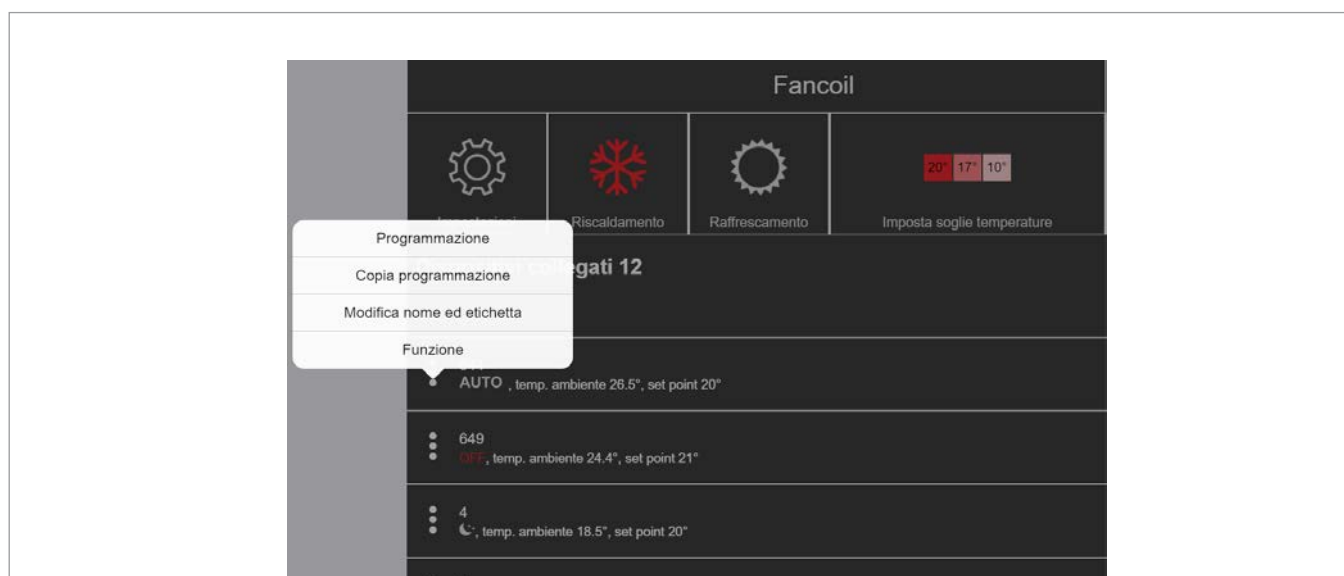 Fancoil
20° 17° 10°
Riscaldamento
Raffrescamento
Imposta soglie temperature
Programmazione
Copia programmazione
Modifica nome ed etichetta
Funzione
egati 12
AUTO , temp. ambiente 26.5°, set point 20°
649
OFF, temp. ambiente 24.4°, set point 21°
4
, temp. ambiente 18.5°, set point 20°